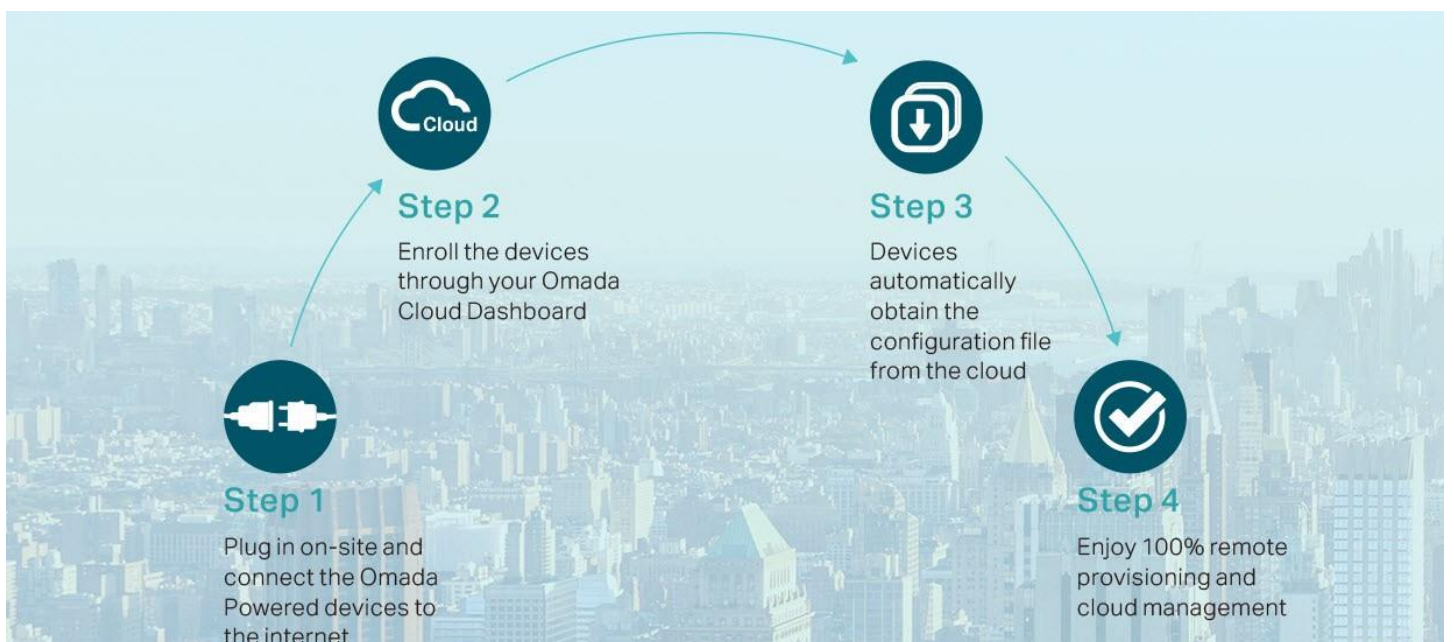 Cloud
Step 2
Enroll the devices
through your Omada
Cloud Dashboard
Step 3
Devices
automatically
obtain the
configuration file
from the cloud
Step 1
Plug in on-site and
connect the Omada
Powered devices to
the internet
Step 4
Enjoy 100% remote
provisioning and
cloud management